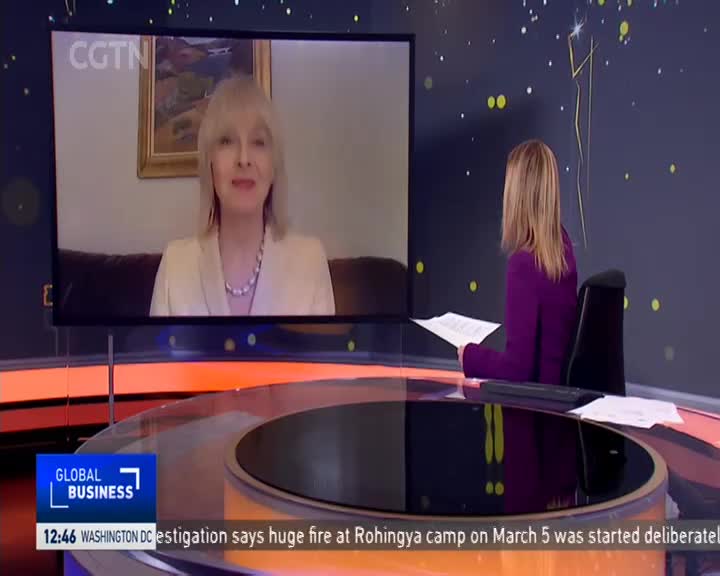 CGTN
GLOBAL
BUSINESS
12:46 WASHINGTON DC
estigation says huge fire at Rohingya camp on March 5 was started deliberatel